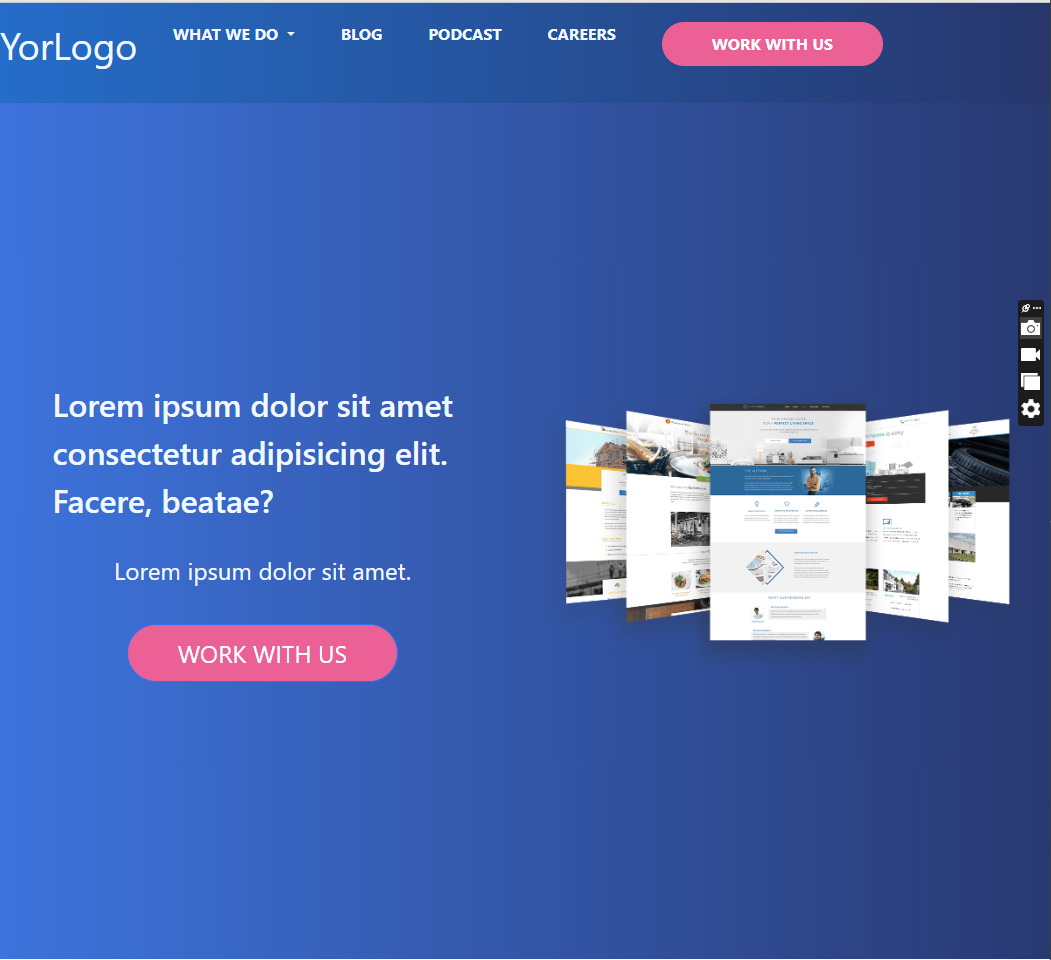 YorLogo
WHAT WE DO
BLOG
PODCAST
CAREERS
WORK WITH US
Lorem ipsum dolor sit amet
consectetur adipisicing elit.
Facere, beatae?
Lorem ipsum dolor sit amet.
WORK WITH US